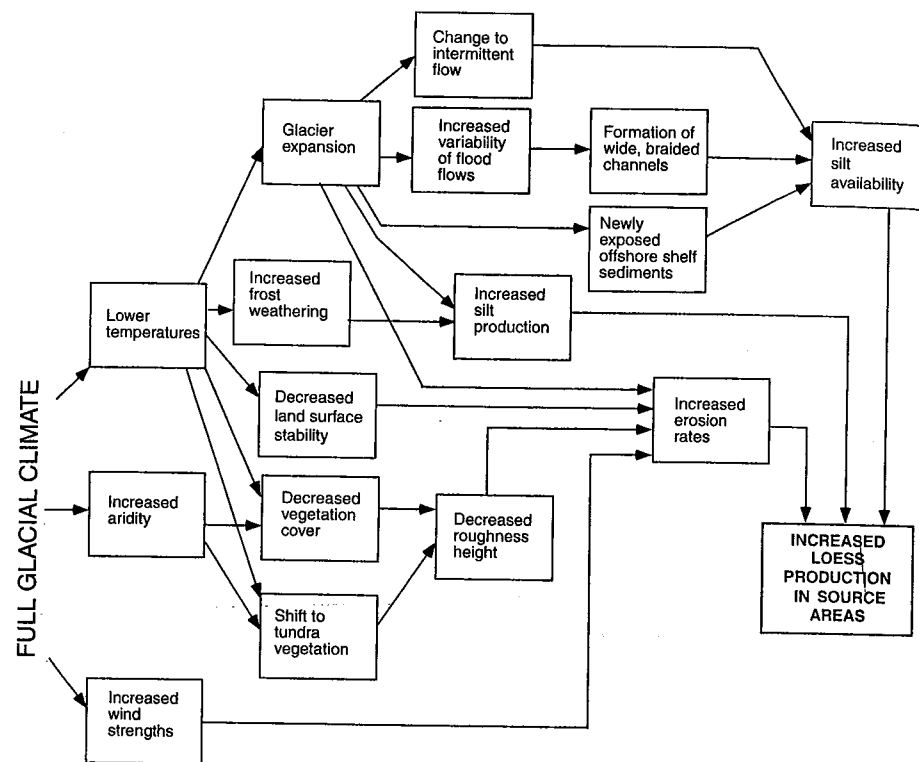 Change to
intermittent
flow
Glacier
expansion
Increased
variability
of flood
flows
Formation of
wide, braided
channels
Increased
silt
availability
Newly
exposed
offshore shelf
sediments
Increased
frost
weathering
Increased
silt
production
Lower
temperatures
Decreased
land surface
stability
Increased
erosion
rates
FULL GLACIAL CLIMATE
Increased
aridity
Decreased
vegetation
cover
Decreased
roughness
height
INCREASED
LOESS
PRODUCTION
IN SOURCE
AREAS
Shift to
tundra
vegetation
Increased
wind
strengths